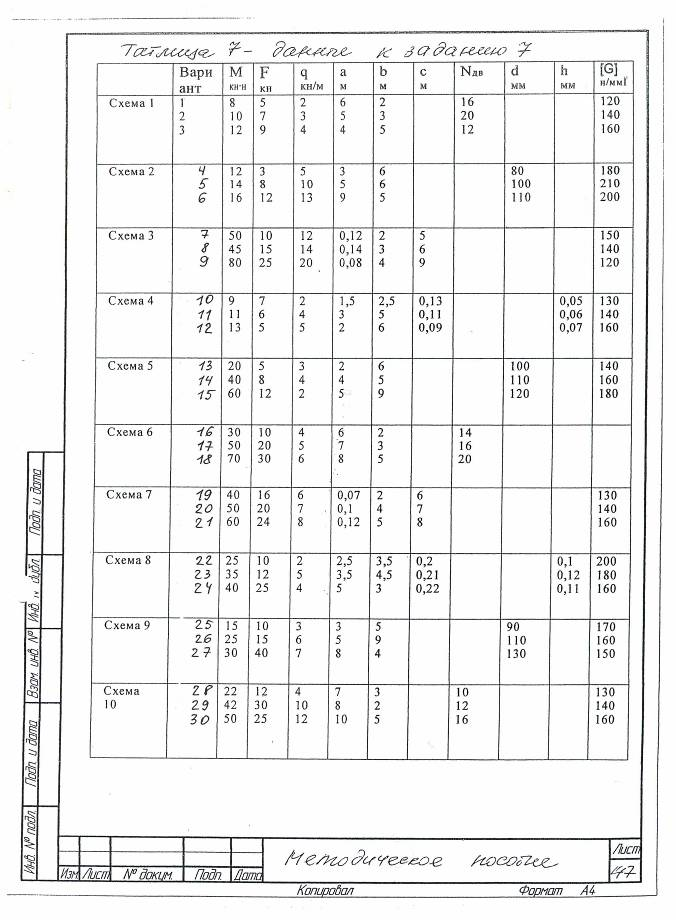 Таблица 7 - данные к заданию 7
Вари M F q a b c Nдв d h [G]
ант кн·н кн кн/м м м м мм мм н/мм
Схема 1 1 8 5 2 6 2 16 120
2 10 7 3 5 3 20 140
3 12 9 4 4 5 12 160
Схема 2 4 12 3 5 3 6 80 180
5 14 8 10 5 6 100 210
6 16 12 13 9 5 110 200
Схема 3 7 50 10 12 0,12 2 5 150
8 45 15 14 0,14 3 6 140
9 80 25 20 0,08 4 9 120
Схема 4 10 9 7 2 1,5 2,5 0,13 0,05 130
11 11 6 4 3 5 0,11 0,06 140
12 13 5 5 2 6 0,09 0,07 160
Схема 5 13 20 5 3 2 6 100 140
14 40 8 4 4 5 110 160
15 60 12 2 5 9 120 180
Схема 6 16 30 10 4 6 2 14
17 50 20 5 7 3 16
18 70 30 6 8 5 20
Схема 7 19 40 16 6 0,07 2 6 130
20 50 20 7 0,1 4 7 140
21 60 24 8 0,12 5 8 160
Схема 8 22 25 10 2 2,5 3,5 0,2 0,1 200
23 35 12 5 3,5 4,5 0,21 0,12 180
24 40 25 4 5 3 0,22 0,11 160
Схема 9 25 15 10 3 3 5 90 170
26 25 15 6 5 9 110 160
27 30 40 7 8 4 130 150
Схема 28 22 12 4 7 3 10 130
10 29 42 30 10 8 2 12 140
30 50 25 12 10 5 16 160
Подп. и дата
Инв. № дубл.
Взам. инв. №
Подп. и дата
Инв. № подл.
Методическое пособие
Лист
47
Изм Лист № докум. Подп. Дата
Копировал Формат А4